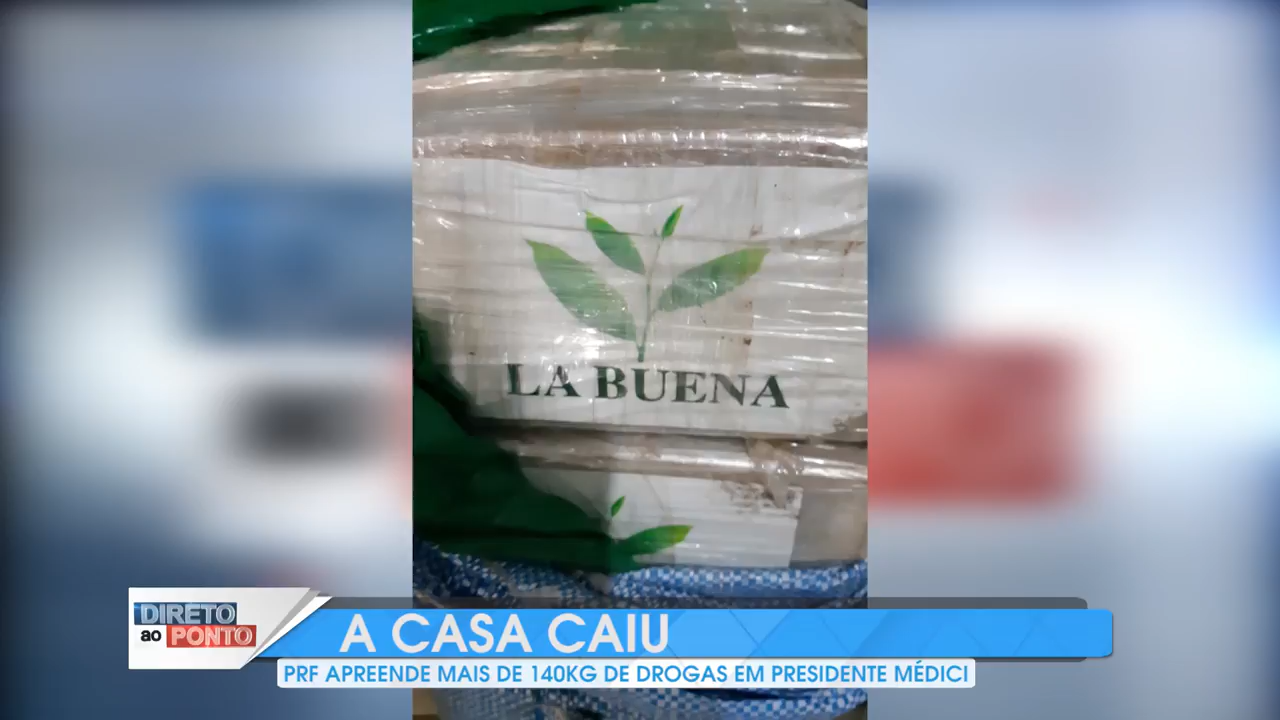 LA BUENA
DIRETO
ao PONTO
A CASA CAIU
PRF APREENDE MAIS DE 140KG DE DROGAS EM PRESIDENTE MÉDICI